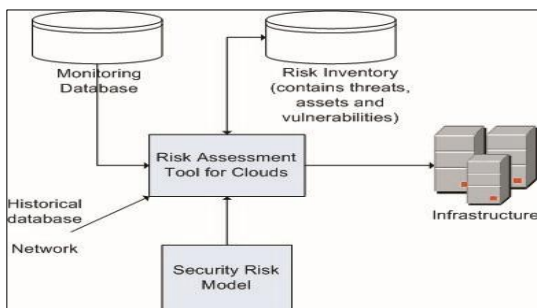 Monitoring
Database
Risk Inventory
(contains threats,
assets and
vulnerabilities)
Risk Assessment
Tool for Clouds
Historical
database
Network
Infrastructure
Security Risk
Model